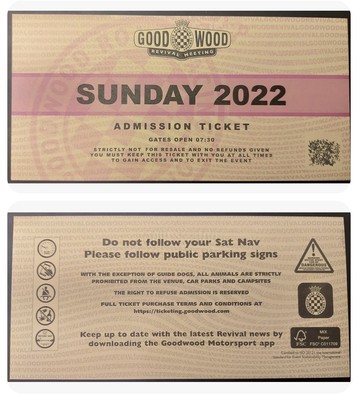 GOODWOOD
REVIVAL MEETING
SUNDAY 2022
ADMISSION TICKET
GATES OPEN 07:30
STRICTLY NOT FOR RESALE AND NO REFUNDS GIVEN
YOU MUST KEEP THIS TICKET WITH YOU AT ALL TIMES
TO GAIN ACCESS AND TO EXIT THE EVENT
Do not follow your Sat Nav
Please follow public parking signs
WITH THE EXCEPTION OF GUIDE DOGS, ALL ANIMALS ARE STRICTLY
PROHIBITED FROM THE VENUE, CAR PARKS AND CAMPSITES
THE RIGHT TO REFUSE ADMISSION IS RESERVED
FULL TICKET PURCHASE TERMS AND CONDITIONS AT
https://ticketing.goodwood.com
Keep up to date with the latest Revival news by
downloading the Goodwood Motorsport app
DANGEROUS
FSC
MIX
Paper